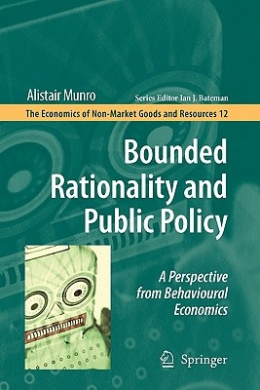 Alistair Munro
Series Editor Ian J. Bateman
The Economics of Non-Market Goods and Resources 12
Bounded
Rationality and
Public Policy
A Perspective
from Behavioural
Economics
Springer